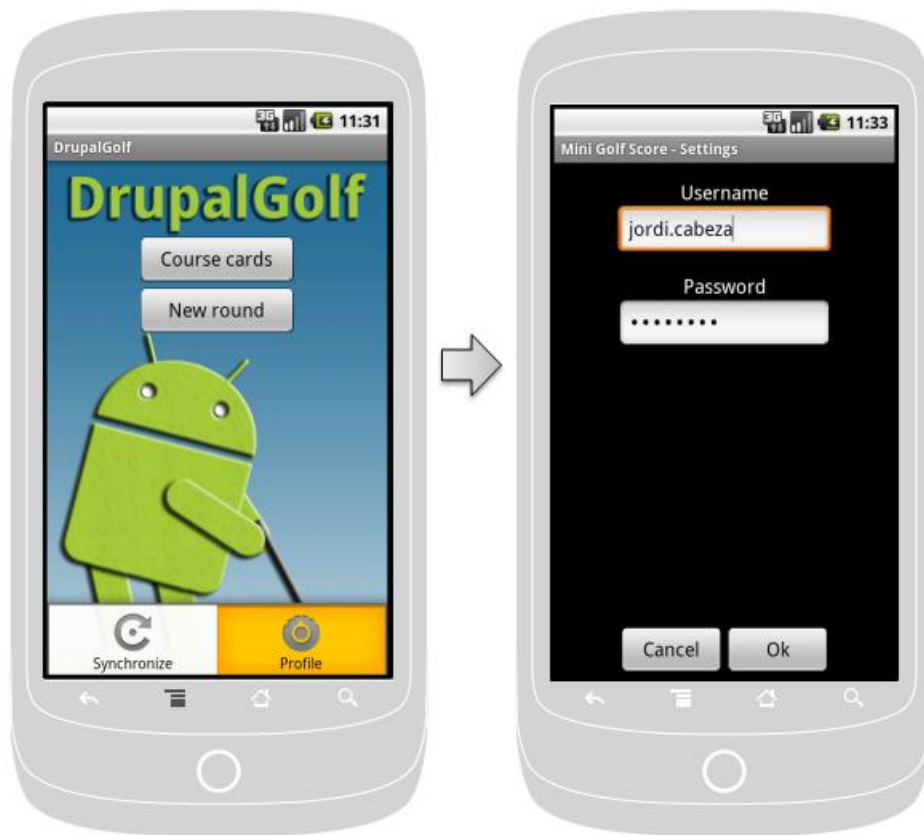 11:31
DrupalGolf
DrupalGolf
Course cards
New round
Synchronize
Profile
11:33
Mini Golf Score - Settings
Username
jordi.cabeza
Password
••••••••
Cancel
Ok